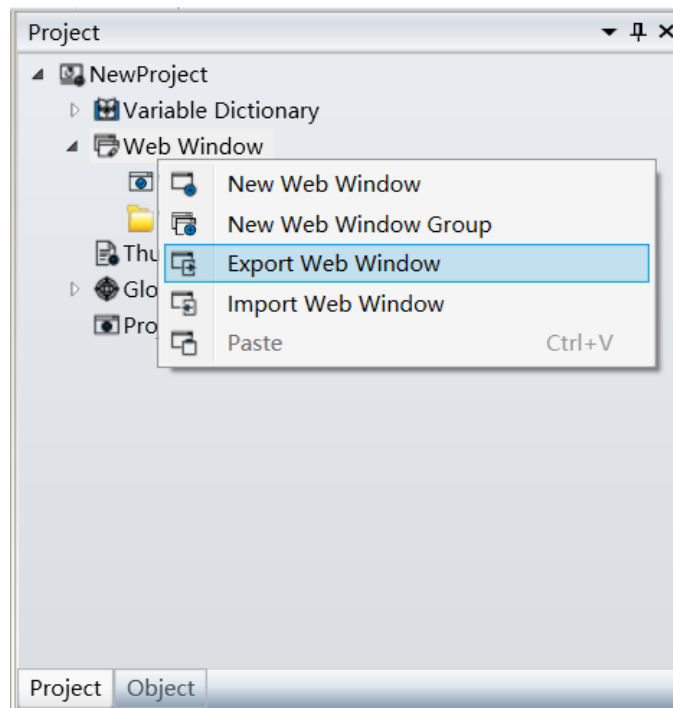 Project
NewProject
Variable Dictionary
Web Window
New Web Window
New Web Window Group
Export Web Window
Import Web Window
Paste Ctrl+V
Project Object